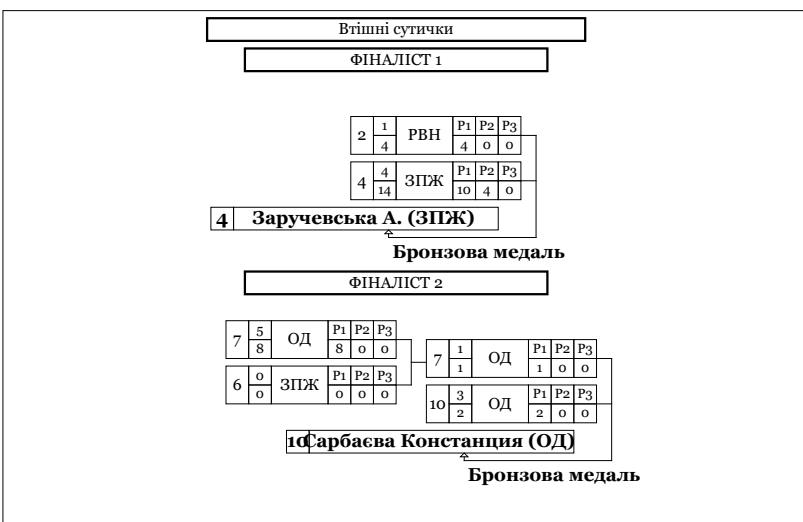 Втішні сутички
ФІНАЛІСТ 1
2 1 РВН P1 P2 P3
4 4 0 0
4 4 ЗПЖ P1 P2 P3
14 10 4 0
4 Заручевська А. (ЗПЖ)
Бронзова медаль
ФІНАЛІСТ 2
7 5 ОД P1 P2 P3
8 8 0 0
7 1 ОД P1 P2 P3
1 1 0 0
6 0 ЗПЖ P1 P2 P3
0 0 0 0
10 3 ОД P1 P2 P3
2 2 0 0
10 Сарбаєва Констанция (ОД)
Бронзова медаль